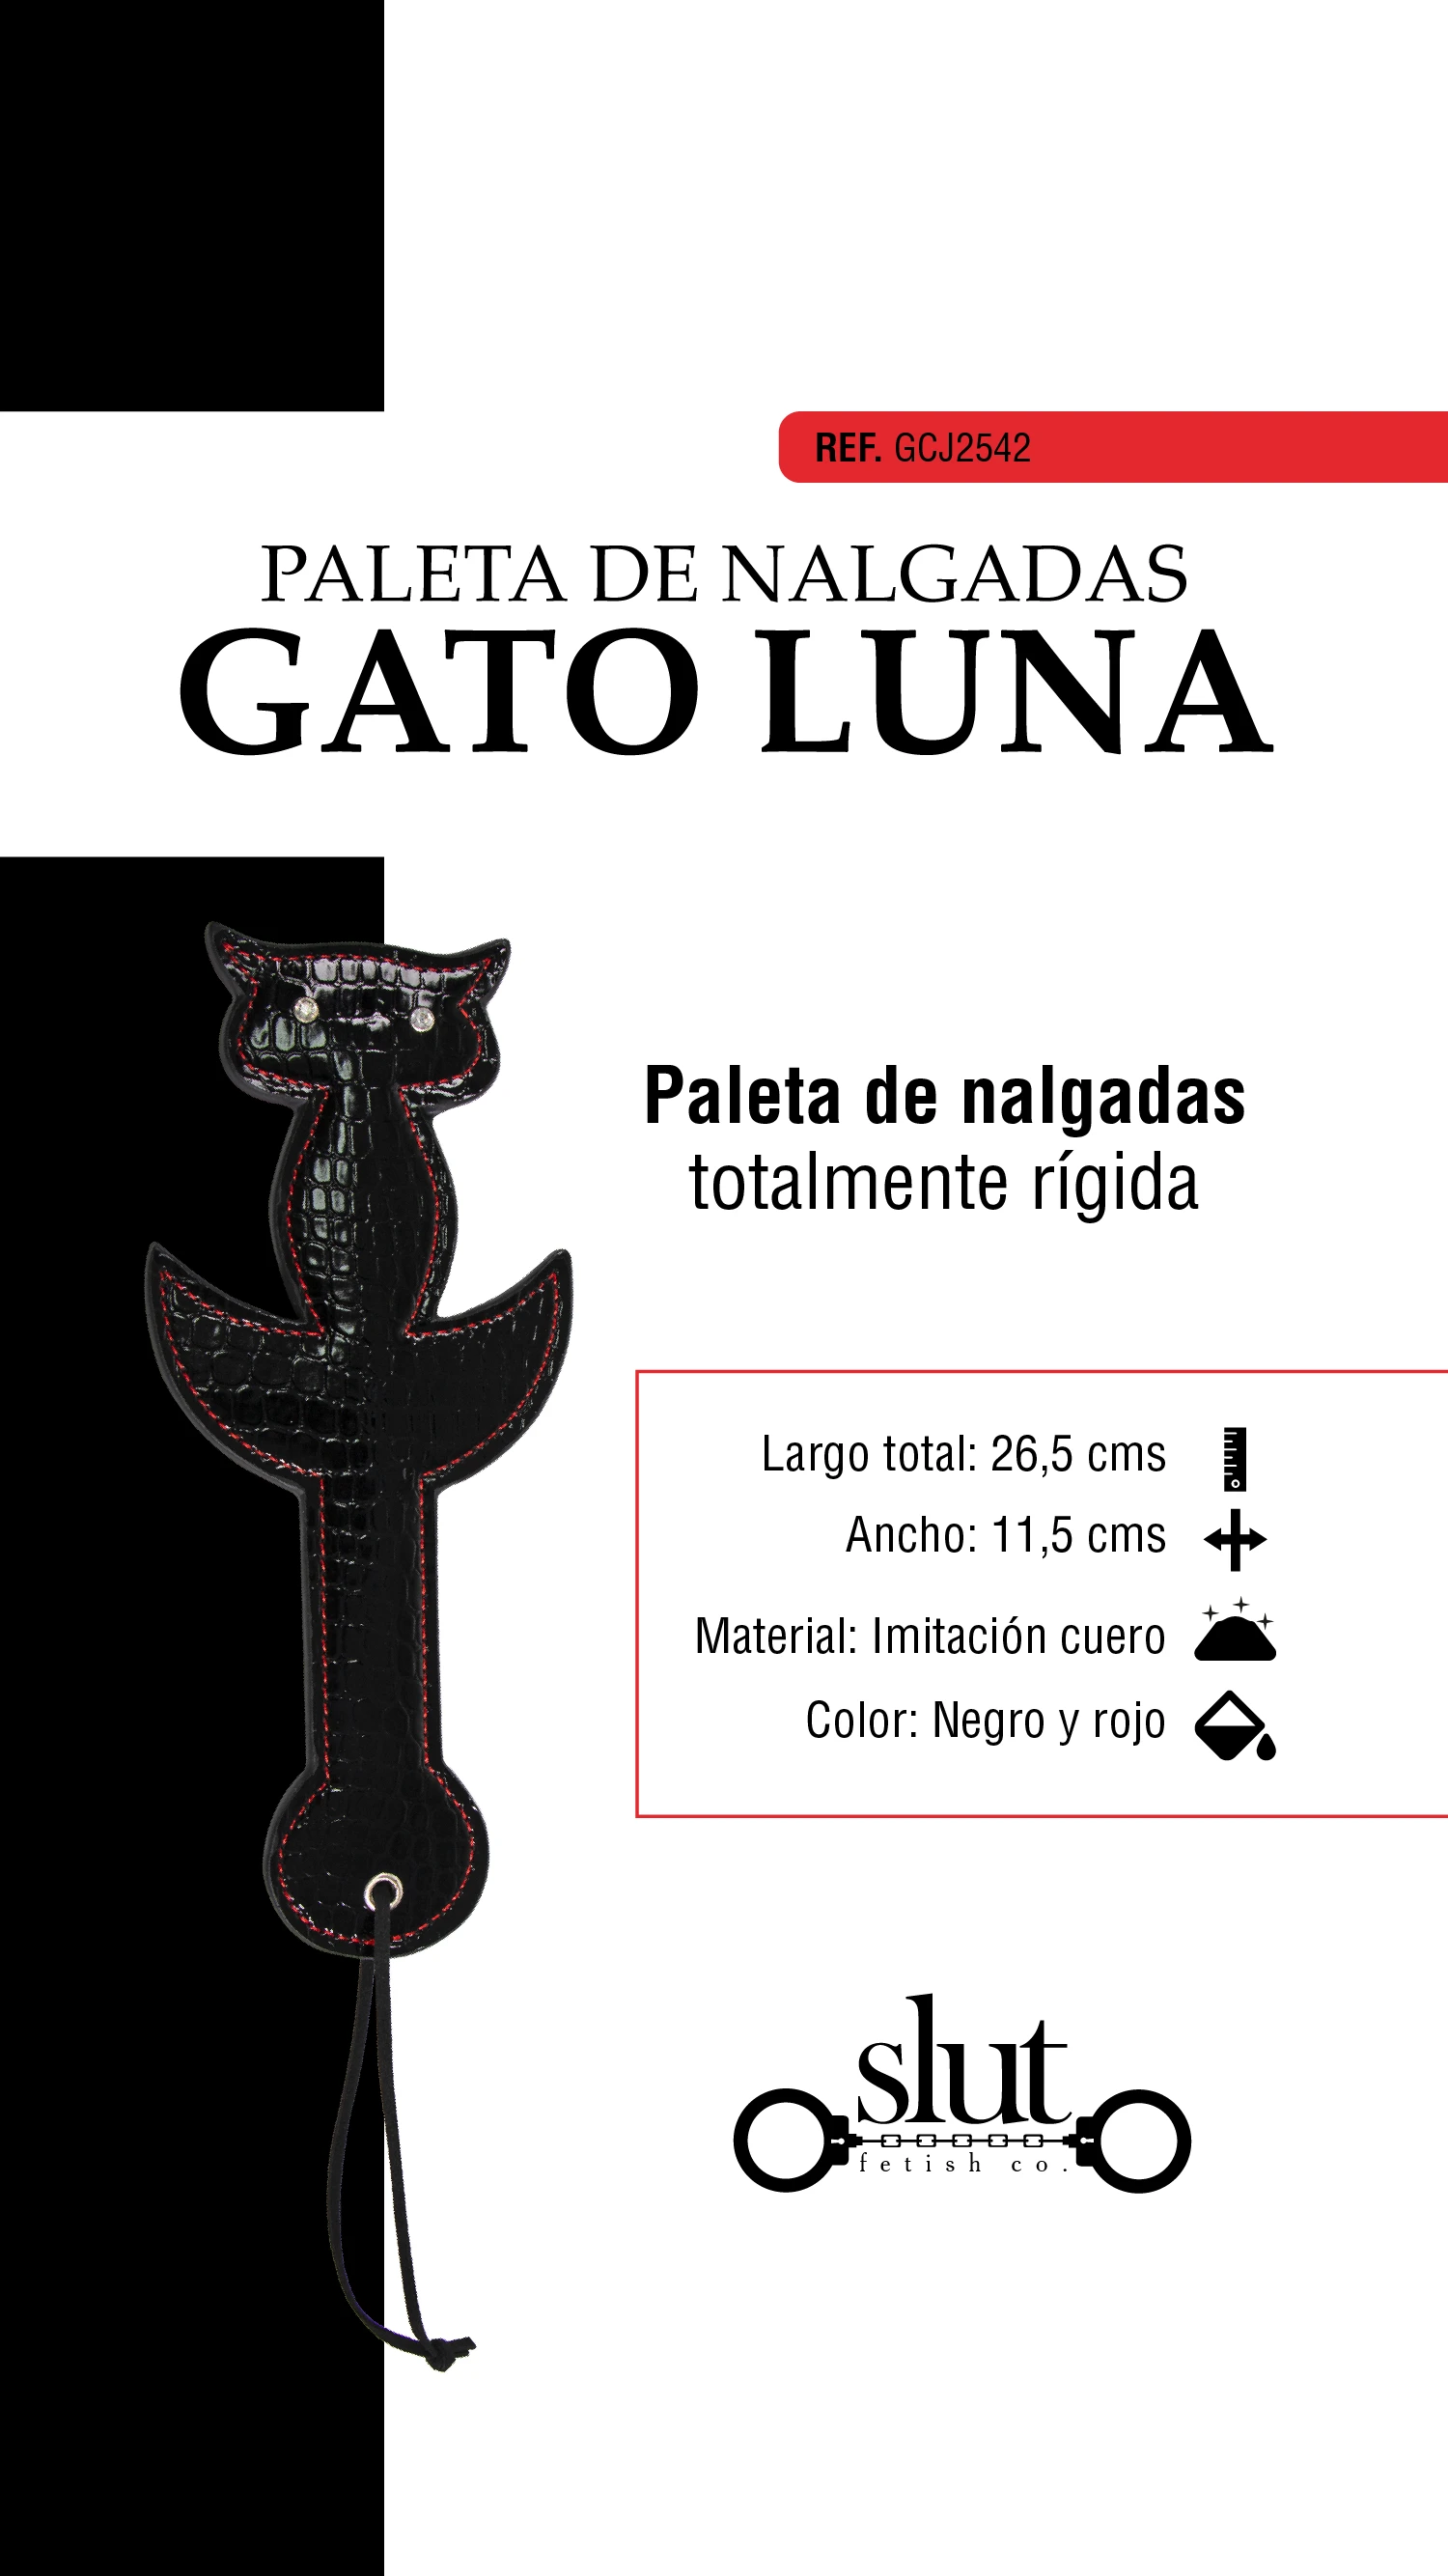 REF. GCJ2542
PALETA DE NALGADAS
GATO LUNA
Paleta de nalgadas
totalmente rígida
Largo total: 26,5 cms
Ancho: 11,5 cms
Material: Imitación cuero
Color: Negro y rojo
slut
fetish co.